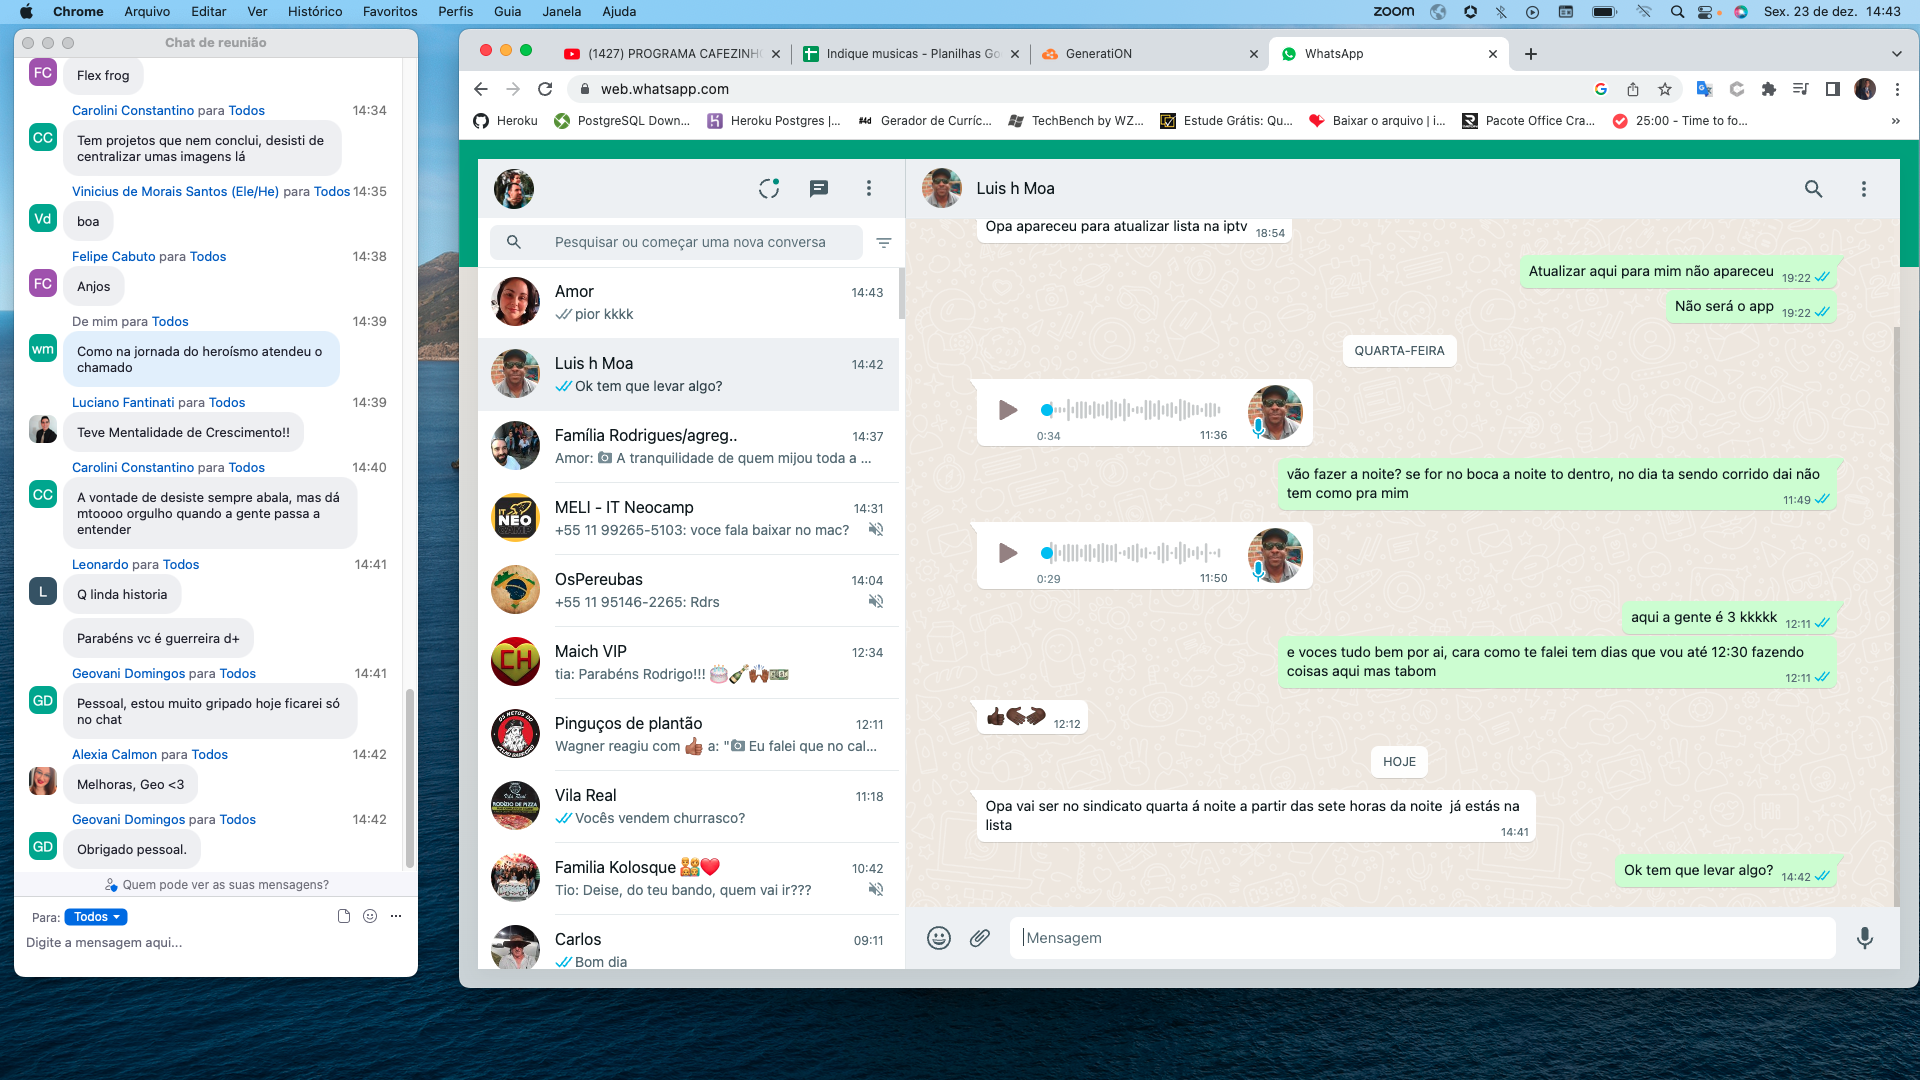 Chrome Arquivo Editar Ver Histórico Favoritos Perfis Guia Janela Ajuda
zoom Sex. 23 de dez. 14:43
Chat de reunião
FC Flex frog
Carolini Constantino para Todos 14:34
CC Tem projetos que nem conclui, desisti de
centralizar umas imagens lá
Vinicius de Morais Santos (Ele/He) para Todos 14:35
Vd boa
Felipe Cabuto para Todos 14:38
FC Anjos
De mim para Todos 14:39
wm Como na jornada do heroísmo atendeu o
chamado
Luciano Fantinati para Todos 14:39
Teve Mentalidade de Crescimento!!
Carolini Constantino para Todos 14:40
CC A vontade de desiste sempre abala, mas dá
mtoooo orgulho quando a gente passa a
entender
Leonardo para Todos 14:41
L Q linda historia
Parabéns vc é guerreira d+
Geovani Domingos para Todos 14:41
GD Pessoal, estou muito gripado hoje ficarei só
no chat
Alexia Calmon para Todos 14:42
Melhoras, Geo <3
Geovani Domingos para Todos 14:42
GD Obrigado pessoal.
Quem pode ver as suas mensagens?
Para: Todos
Digite a mensagem aqui...
(1427) PROGRAMA CAFEZINH
Indique musicas - Planilhas Go
GeneratiON
WhatsApp
web.whatsapp.com
Heroku
PostgreSQL Down...
Heroku Postgres |...
Gerador de Curríc...
TechBench by WZ...
Estude Grátis: Qu...
Baixar o arquivo | i...
Pacote Office Cra...
25:00 - Time to fo...
»
Pesquisar ou começar uma nova conversa
Amor 14:43
pior kkkk
Luis h Moa 14:42
Ok tem que levar algo?
Família Rodrigues/agreg.. 14:37
Amor: 📷 A tranquilidade de quem mijou toda a ...
IT NEO
MELI - IT Neocamp 14:31
+55 11 99265-5103: voce fala baixar no mac?
OsPereubas 14:04
+55 11 95146-2265: Rdrs
CH
Maich VIP 12:34
tia: Parabéns Rodrigo!!! 🎂🍾🙌🏾💵
Pinguços de plantão 12:11
Wagner reagiu com 👍🏾 a: "📷 Eu falei que no cal...
Vila Real
RODÍZIO DE PIZZA
Vila Real 11:18
Vocês vendem churrasco?
Familia Kolosque 👨‍👩‍👧‍👦❤️ 10:42
Tio: Deise, do teu bando, quem vai ir???
Carlos 09:11
Bom dia
Luis h Moa
Opa apareceu para atualizar lista na iptv 18:54
Atualizar aqui para mim não apareceu 19:22
Não será o app 19:22
QUARTA-FEIRA
0:34 11:36
vão fazer a noite? se for no boca a noite to dentro, no dia ta sendo corrido dai não
tem como pra mim 11:49
0:29 11:50
aqui a gente é 3 kkkkk 12:11
e voces tudo bem por ai, cara como te falei tem dias que vou até 12:30 fazendo
coisas aqui mas tabom 12:11
12:12
HOJE
Opa vai ser no sindicato quarta á noite a partir das sete horas da noite já estás na
lista 14:41
Ok tem que levar algo? 14:42
Mensagem